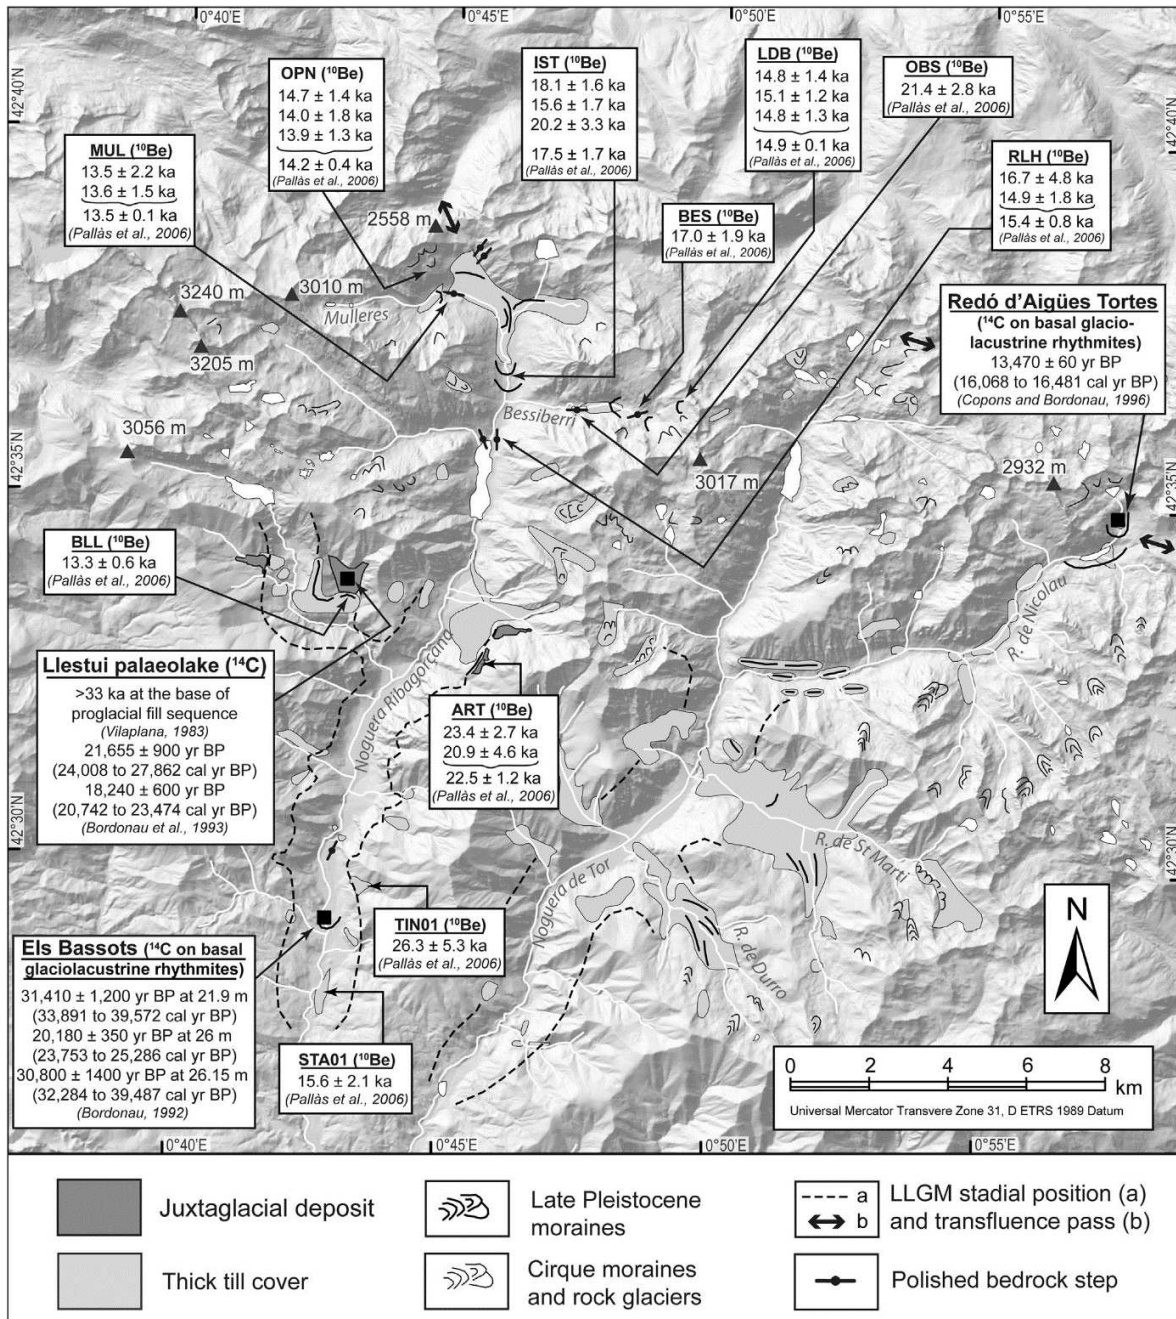 0°40'E
0°45'E
0°50'E
0°55'E
42°40'N
42°40'N
OPN (¹⁰Be)
14.7 ± 1.4 ka
14.0 ± 1.8 ka
13.9 ± 1.3 ka
14.2 ± 0.4 ka
(Pallàs et al., 2006)
IST (¹⁰Be)
18.1 ± 1.6 ka
15.6 ± 1.7 ka
20.2 ± 3.3 ka
17.5 ± 1.7 ka
(Pallàs et al., 2006)
LDB (¹⁰Be)
14.8 ± 1.4 ka
15.1 ± 1.2 ka
14.8 ± 1.3 ka
14.9 ± 0.1 ka
(Pallàs et al., 2006)
OBS (¹⁰Be)
21.4 ± 2.8 ka
(Pallàs et al., 2006)
MUL (¹⁰Be)
13.5 ± 2.2 ka
13.6 ± 1.5 ka
13.5 ± 0.1 ka
(Pallàs et al., 2006)
RLH (¹⁰Be)
16.7 ± 4.8 ka
14.9 ± 1.8 ka
15.4 ± 0.8 ka
(Pallàs et al., 2006)
BES (¹⁰Be)
17.0 ± 1.9 ka
(Pallàs et al., 2006)
2558 m
3010 m
3240 m
3205 m
Mulleres
Redó d'Aigües Tortes
(¹⁴C on basal glacio-
lacustrine rhythmites)
13,470 ± 60 yr BP
(16,068 to 16,481 cal yr BP)
(Copons and Bordonau, 1996)
Bessiberri
3056 m
3017 m
2932 m
42°35'N
42°35'N
BLL (¹⁰Be)
13.3 ± 0.6 ka
(Pallàs et al., 2006)
R. de Nicolau
Noguera Ribagorçana
Llestui palaeolake (¹⁴C)
>33 ka at the base of
proglacial fill sequence
(Vilaplana, 1983)
21,655 ± 900 yr BP
(24,008 to 27,862 cal yr BP)
18,240 ± 600 yr BP
(20,742 to 23,474 cal yr BP)
(Bordonau et al., 1993)
ART (¹⁰Be)
23.4 ± 2.7 ka
20.9 ± 4.6 ka
22.5 ± 1.2 ka
(Pallàs et al., 2006)
42°30'N
42°30'N
R. de St Marti
Noguera de Tor
R. de Durro
TIN01 (¹⁰Be)
26.3 ± 5.3 ka
(Pallàs et al., 2006)
Els Bassots (¹⁴C on basal
glaciolacustrine rhythmites)
31,410 ± 1,200 yr BP at 21.9 m
(33,891 to 39,572 cal yr BP)
20,180 ± 350 yr BP at 26 m
(23,753 to 25,286 cal yr BP)
30,800 ± 1400 yr BP at 26.15 m
(32,284 to 39,487 cal yr BP)
(Bordonau, 1992)
STA01 (¹⁰Be)
15.6 ± 2.1 ka
(Pallàs et al., 2006)
N
0 2 4 6 8
km
Universal Mercator Transvere Zone 31, D ETRS 1989 Datum
0°40'E
0°45'E
0°50'E
0°55'E
Juxtaglacial deposit
Thick till cover
Late Pleistocene
moraines
Cirque moraines
and rock glaciers
a
b
LLGM stadial position (a)
and transfluence pass (b)
Polished bedrock step